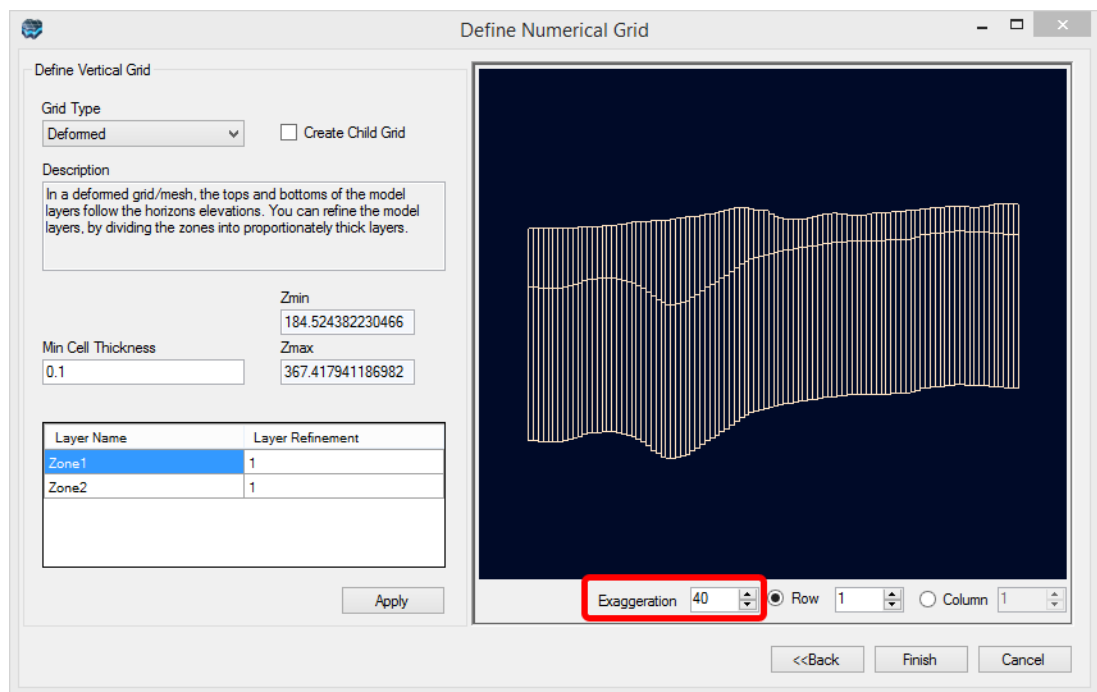 Define Numerical Grid
Define Vertical Grid
Grid Type
Deformed
Create Child Grid
Description
In a deformed grid/mesh, the tops and bottoms of the model
layers follow the horizons elevations. You can refine the model
layers, by dividing the zones into proportionately thick layers.
Zmin
184.524382230466
Min Cell Thickness
Zmax
0.1
367.417941186982
Layer Name Layer Refinement
Zone1 1
Zone2 1
Apply
Exaggeration 40 Row 1 Column 1
<<Back Finish Cancel